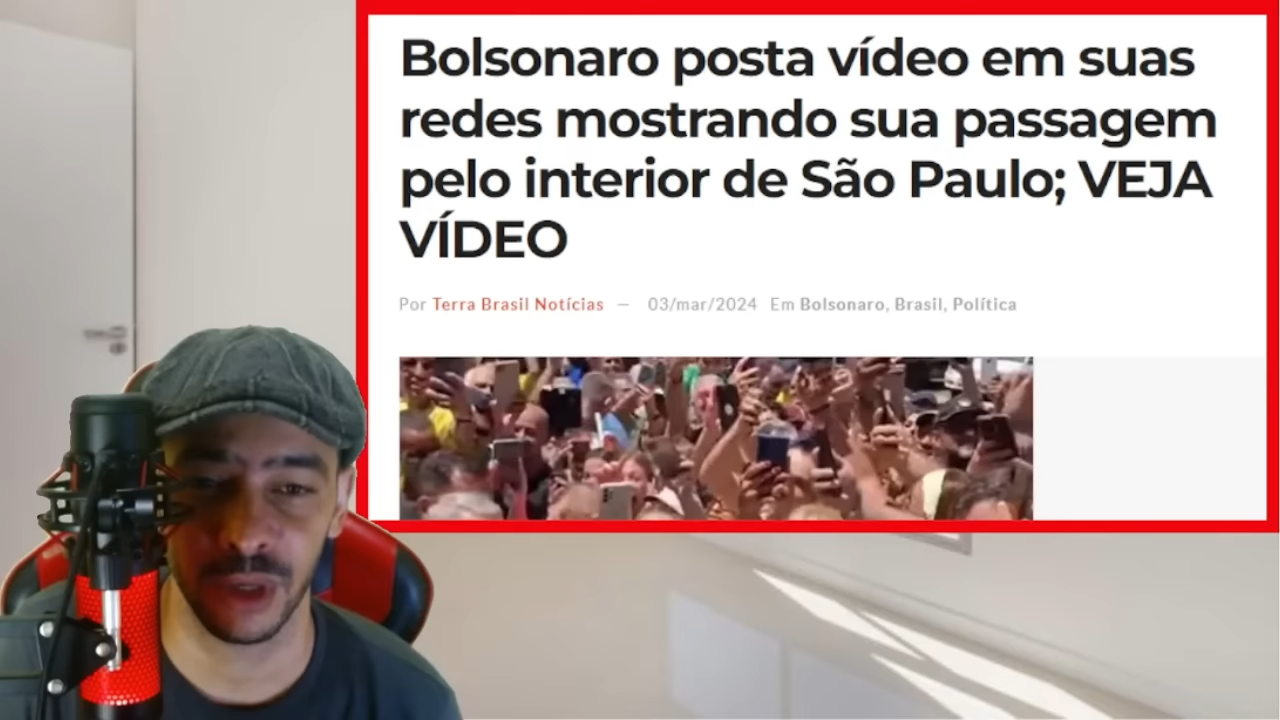 Bolsonaro posta vídeo em suas
redes mostrando sua passagem
pelo interior de São Paulo; VEJA
VÍDEO
Por Terra Brasil Notícias — 03/mar/2024 Em Bolsonaro, Brasil, Política